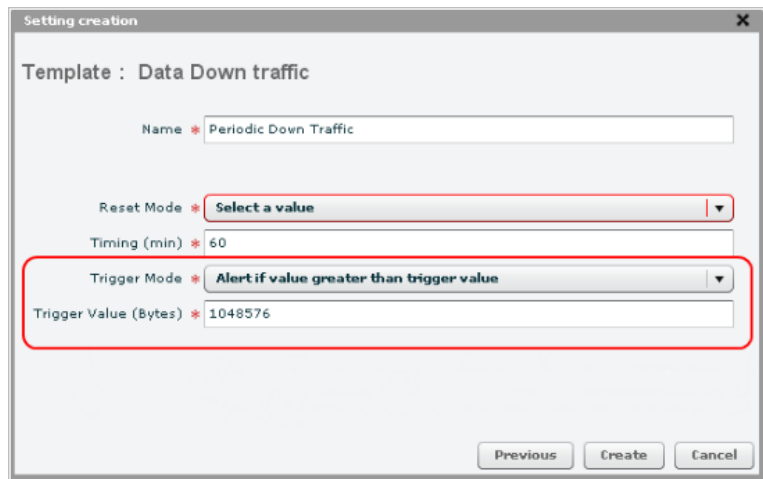 Setting creation
Template : Data Down traffic
Name * Periodic Down Traffic
Reset Mode * Select a value
Timing (min) * 60
Trigger Mode * Alert if value greater than trigger value
Trigger Value (Bytes) * 1048576
Previous Create Cancel